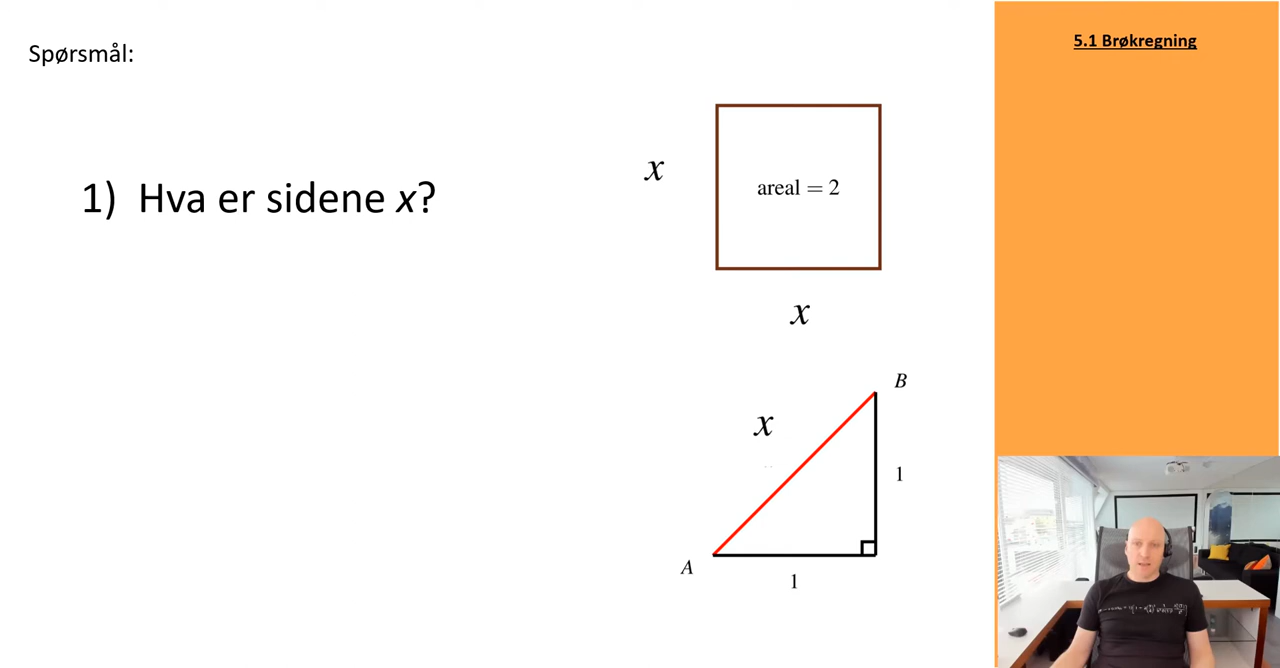 Spørsmål:
5.1 Brøkregning
1) Hva er sidene x?
x
areal = 2
x
B
x
1
A
1